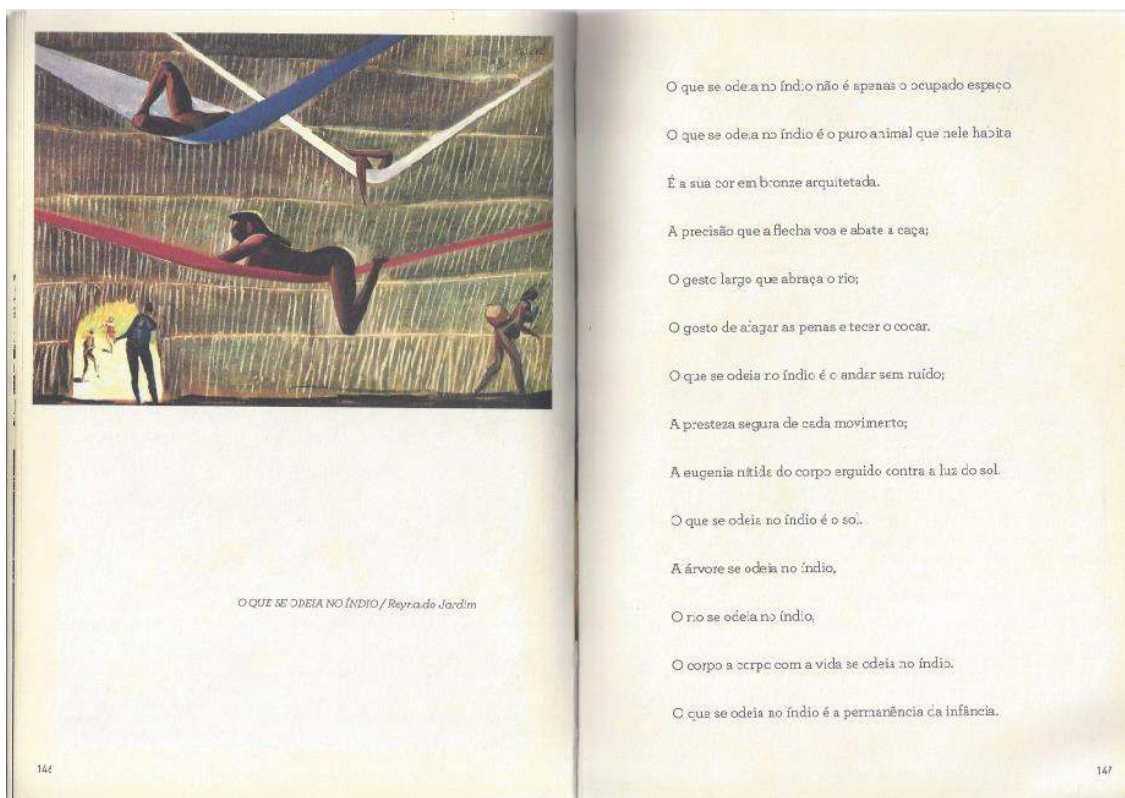 O QUE SE ODEIA NO ÍNDIO / Reynaldo Jardim
146
O que se odeia no índio não é apenas o ocupado espaço.
O que se odeia no índio é o puro animal que nele habita
É a sua cor em bronze arquitetada.
A precisão que a flecha voa e abate a caça;
O gesto largo que abraça o rio;
O gosto de afagar as penas e tecer o cocar.
O que se odeia no índio é o andar sem ruído;
A presteza segura de cada movimento;
A eugenia nítida do corpo erguido contra a luz do sol.
O que se odeia no índio é o sol.
A árvore se odeia no índio,
O rio se odeia no índio,
O corpo a corpo com a vida se odeia no índio.
O que se odeia no índio é a permanência da infância.
147